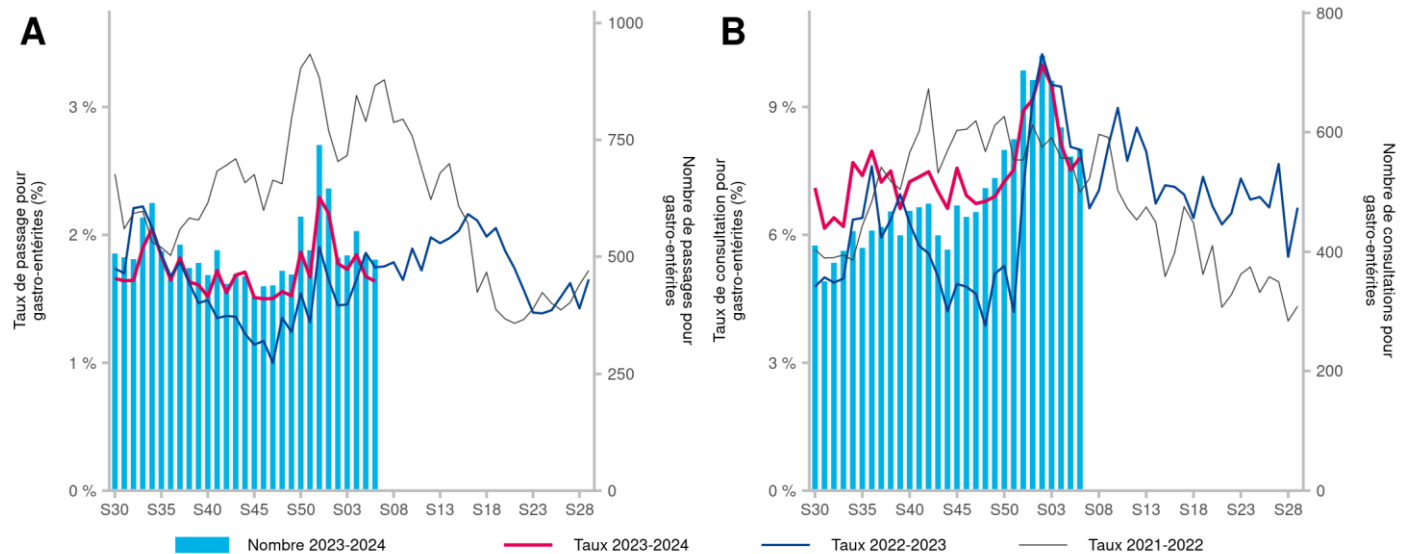 A
Taux de passage pour
gastro-entérites (%)
3 %
2 %
1 %
0 %
1000
750
500
250
0
Nombre de passages pour
gastro-entérites
S30 S35 S40 S45 S50 S03 S08 S13 S18 S23 S28
B
Taux de consultation pour
gastro-entérites (%)
9 %
6 %
3 %
0 %
800
600
400
200
0
Nombre de consultations pour
gastro-entérites
S30 S35 S40 S45 S50 S03 S08 S13 S18 S23 S28
Nombre 2023-2024 Taux 2023-2024 Taux 2022-2023 Taux 2021-2022